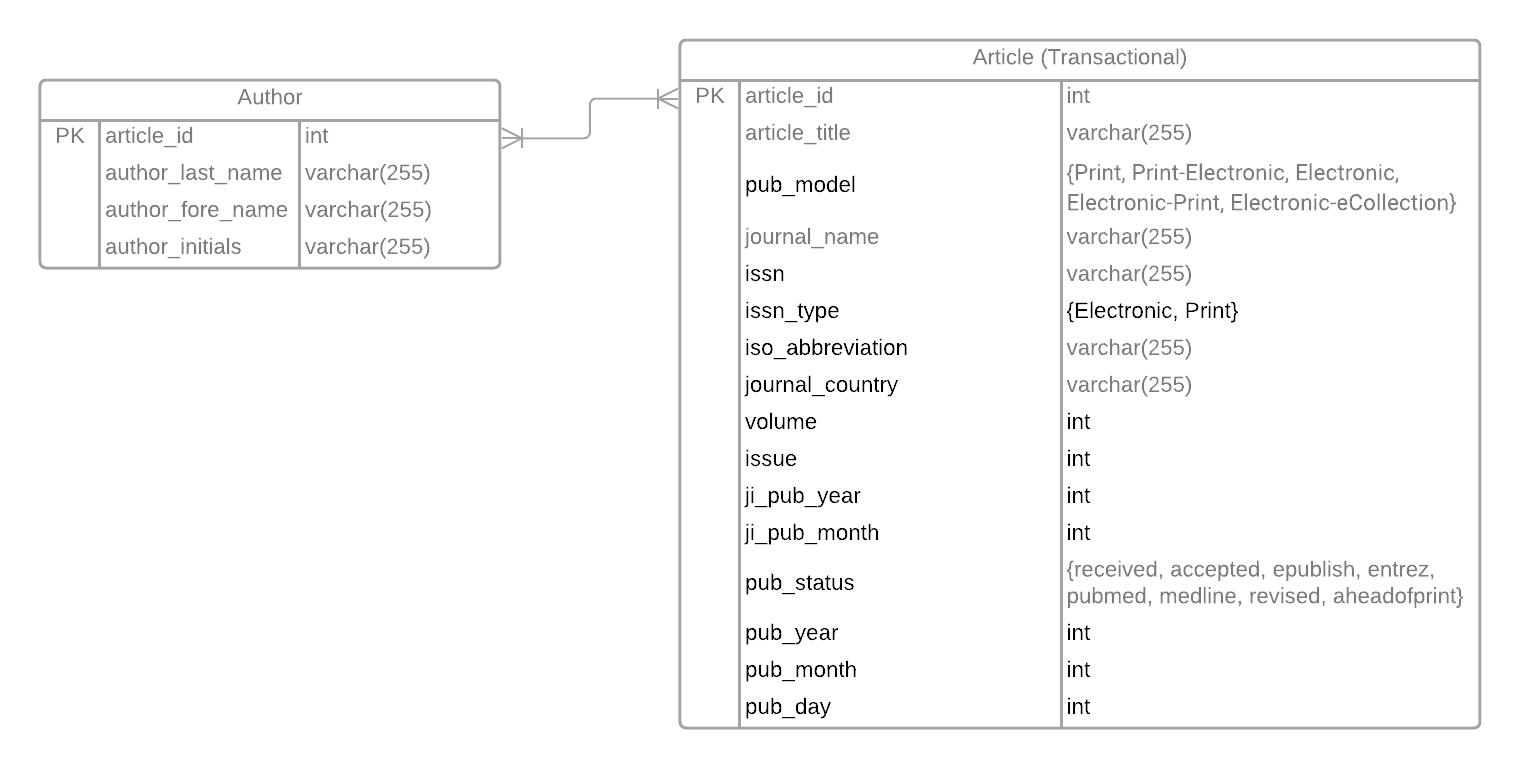 Author
PK article_id int
author_last_name varchar(255)
author_fore_name varchar(255)
author_initials varchar(255)
Article (Transactional)
PK article_id int
article_title varchar(255)
pub_model {Print, Print-Electronic, Electronic,
Electronic-Print, Electronic-eCollection}
journal_name varchar(255)
issn varchar(255)
issn_type {Electronic, Print}
iso_abbreviation varchar(255)
journal_country varchar(255)
volume int
issue int
ji_pub_year int
ji_pub_month int
pub_status {received, accepted, epublish, entrez,
pubmed, medline, revised, aheadofprint}
pub_year int
pub_month int
pub_day int